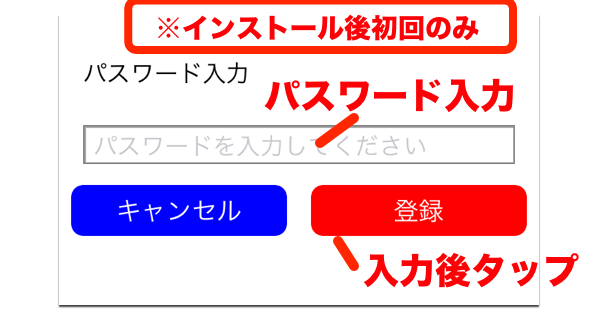 ※インストール後初回のみ
パスワード入力
パスワード入力
パスワードを入力してください
キャンセル
登録
入力後タップ